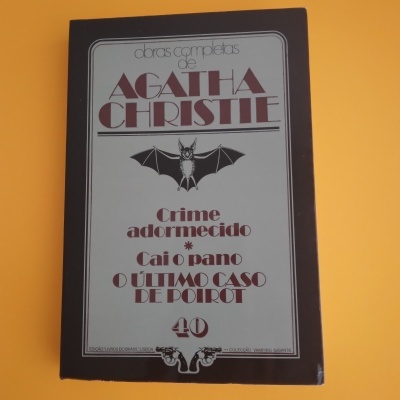 obras completas
de
AGATHA
CHRISTIE
Crime
adormecido
*
Cai o pano
O ÚLTIMO CASO
DE POIROT
40